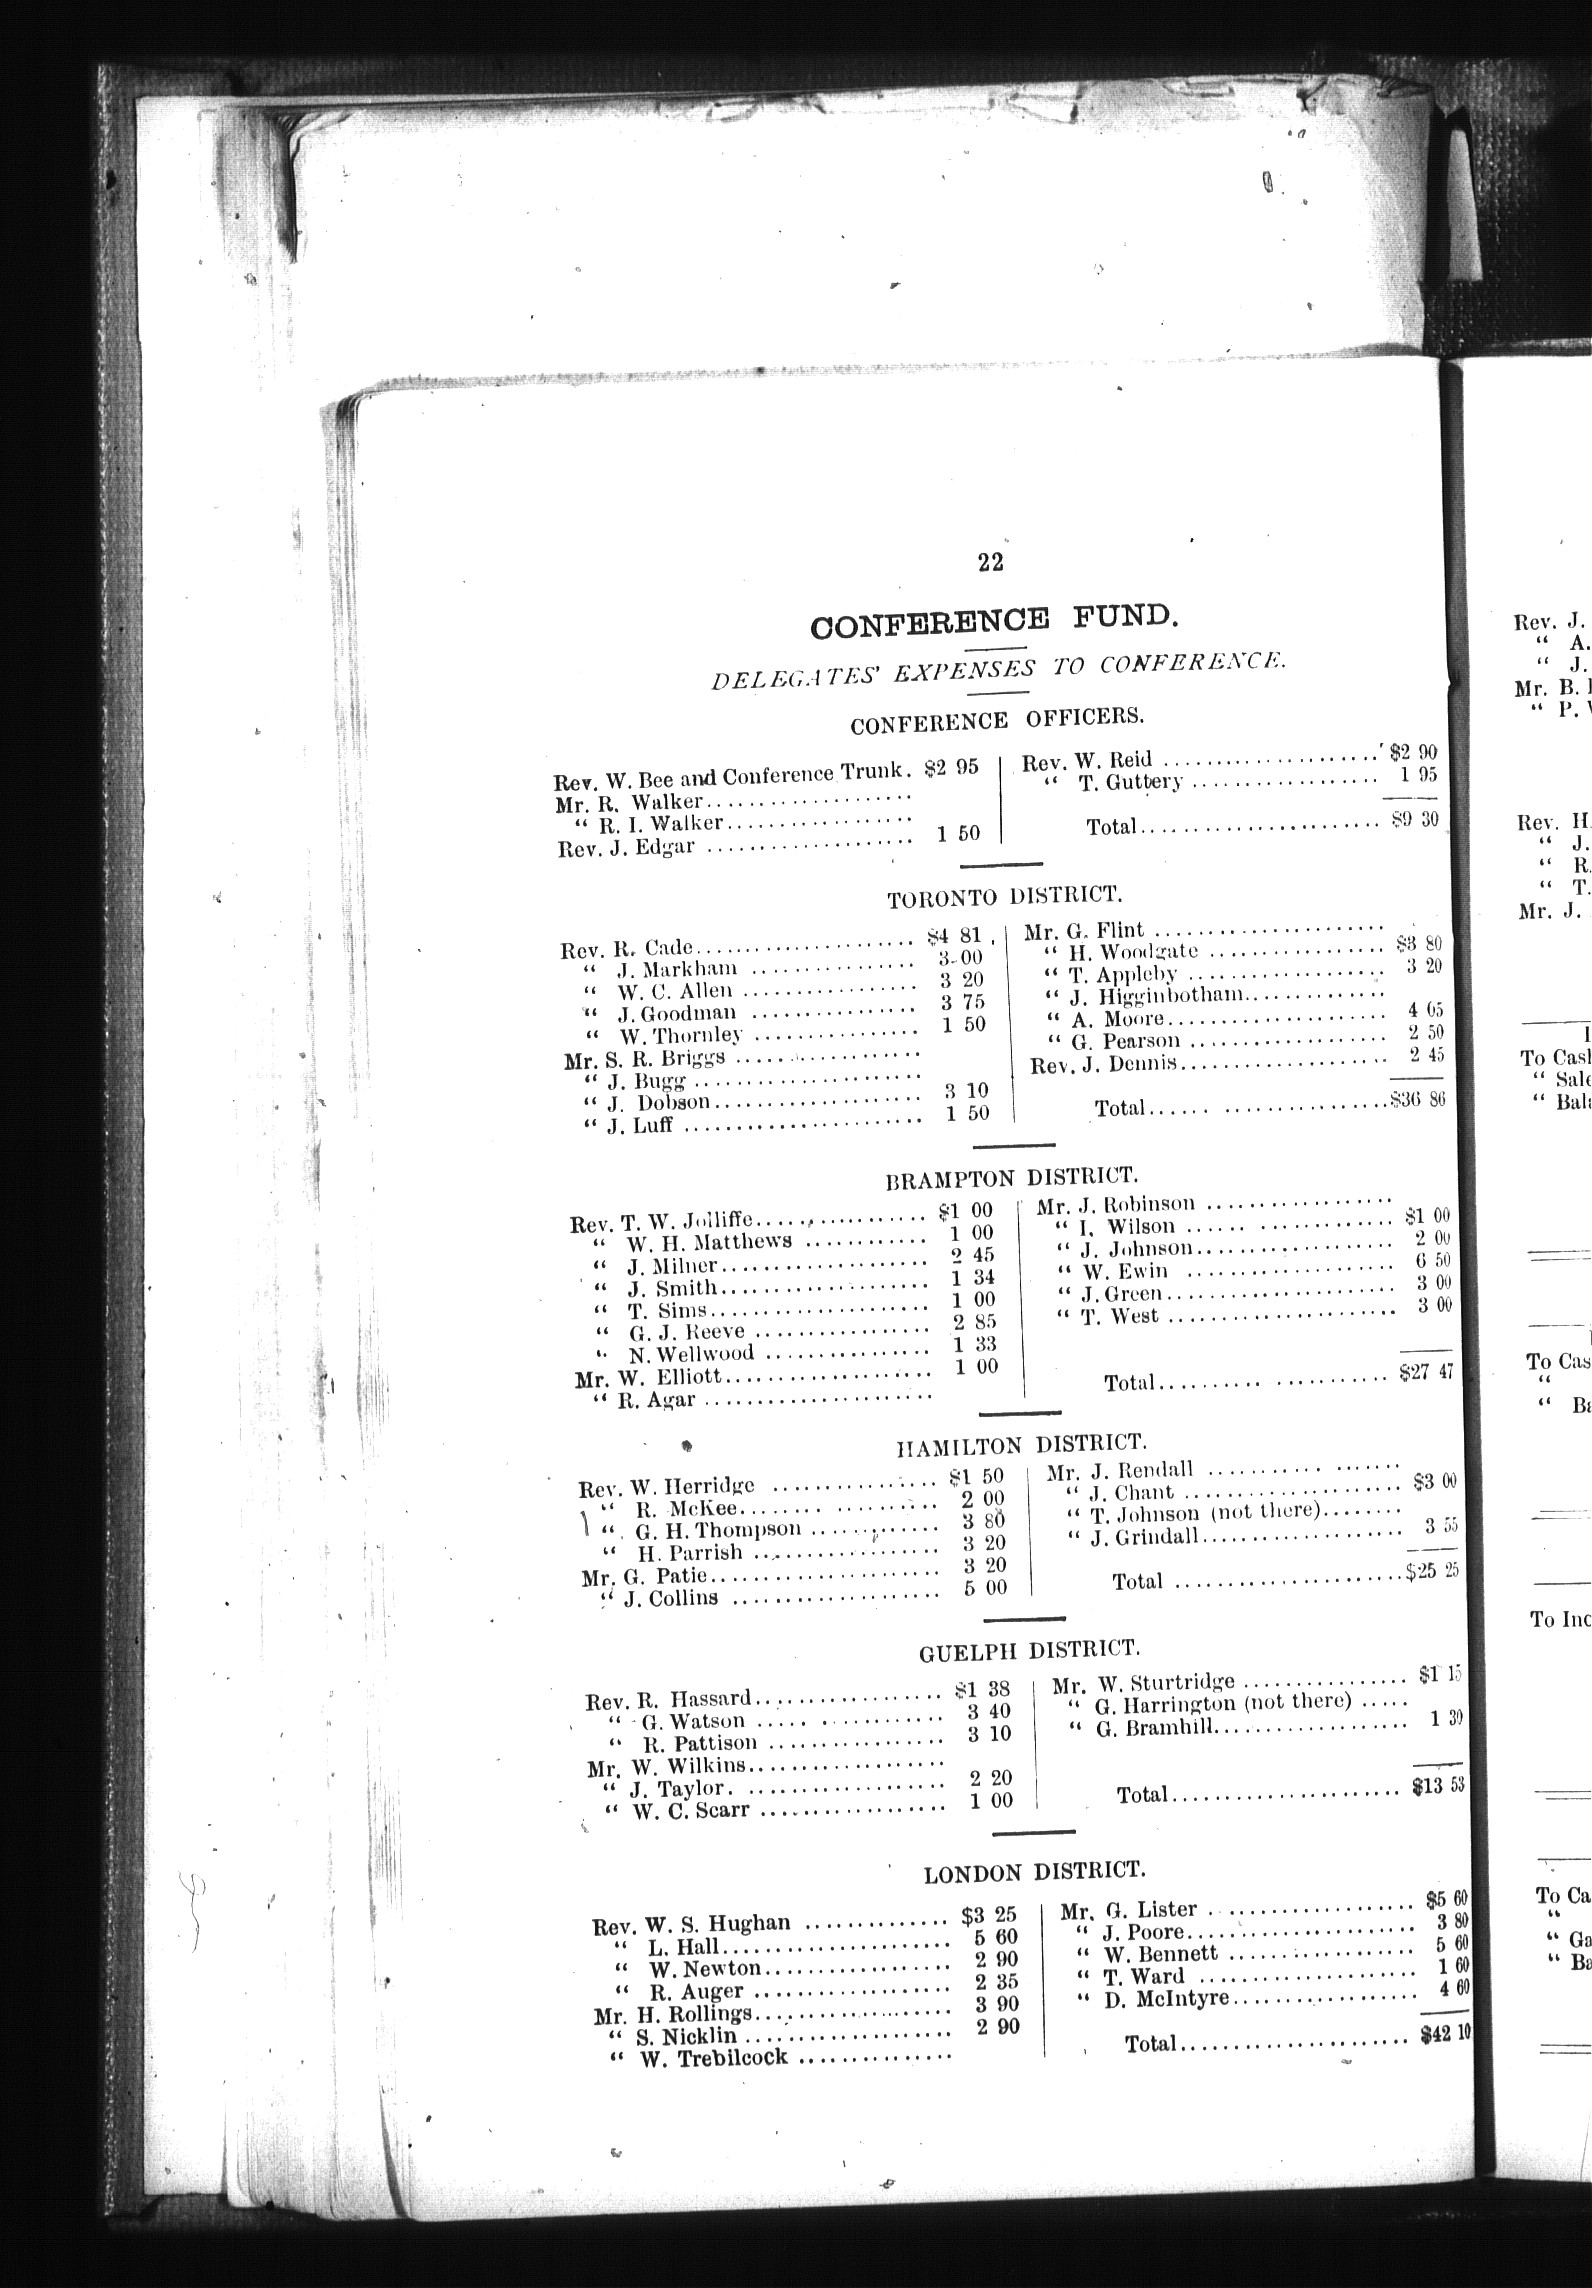 22
CONFERENCE FUND.
DELEGATES' EXPENSES TO CONFERENCE.
CONFERENCE OFFICERS.
Rev. W. Bee and Conference Trunk. $2 95
Mr. R. Walker
“ R. I. Walker
Rev. J. Edgar 1 50
Rev. W. Reid $2 90
“ T. Guttery 1 95
Total $9 30
TORONTO DISTRICT.
Rev. R. Cade $4 81
“ J. Markham 3 00
“ W. C. Allen 3 20
“ J. Goodman 3 75
“ W. Thornley 1 50
Mr. S. R. Briggs
“ J. Bugg
“ J. Dobson 3 10
“ J. Luff 1 50
Mr. G. Flint
“ H. Woodgate $3 80
“ T. Appleby 3 20
“ J. Higginbotham
“ A. Moore 4 05
“ G. Pearson 2 50
Rev. J. Dennis 2 45
Total $36 86
BRAMPTON DISTRICT.
Rev. T. W. Jolliffe $1 00
“ W. H. Matthews 1 00
“ J. Milner 2 45
“ J. Smith 1 34
“ T. Sims 1 00
“ G. J. Reeve 2 85
“ N. Wellwood 1 33
Mr. W. Elliott 1 00
“ R. Agar
Mr. J. Robinson
“ I. Wilson $1 00
“ J. Johnson 2 00
“ W. Ewin 6 50
“ J. Green 3 00
“ T. West 3 00
Total $27 47
HAMILTON DISTRICT.
Rev. W. Herridge $1 50
“ R. McKee 2 00
“ G. H. Thompson 3 80
“ H. Parrish 3 20
Mr. G. Patie 3 20
“ J. Collins 5 00
Mr. J. Rendall
“ J. Chant $3 00
“ T. Johnson (not there)
“ J. Grindall 3 55
Total $25 25
GUELPH DISTRICT.
Rev. R. Hassard $1 38
“ G. Watson 3 40
“ R. Pattison 3 10
Mr. W. Wilkins
“ J. Taylor 2 20
“ W. C. Scarr 1 00
Mr. W. Sturtridge $1 15
“ G. Harrington (not there)
“ G. Bramhill 1 30
Total $13 53
LONDON DISTRICT.
Rev. W. S. Hughan $3 25
“ L. Hall 5 60
“ W. Newton 2 90
“ R. Auger 2 35
Mr. H. Rollings 3 90
“ S. Nicklin 2 90
“ W. Trebilcock
Mr. G. Lister $5 60
“ J. Poore 3 80
“ W. Bennett 5 60
“ T. Ward 1 60
“ D. McIntyre 4 60
Total $42 10
Rev. J.
“ A.
“ J.
Mr. B.
“ P.
Rev. H
“ J.
“ R.
“ T.
Mr. J.
To
“
“
To
“
“
To
To
“
“
“